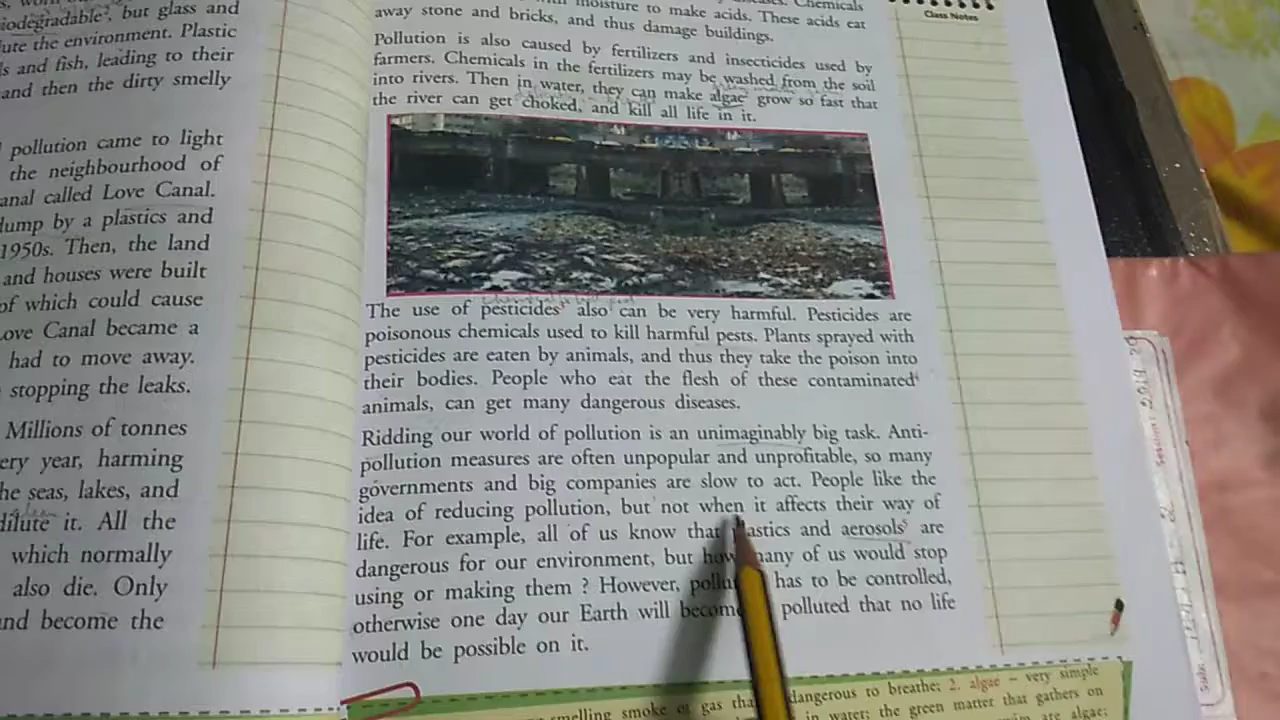 biodegradable², but glass and
the environment. Plastic
and fish, leading to their
and then the dirty smelly
pollution came to light
the neighbourhood of
called Love Canal.
by a plastics and
1950s. Then, the land
and houses were built
of which could cause
Love Canal became a
had to move away.
stopping the leaks.
Millions of tonnes
year, harming
the seas, lakes, and
dilute it. All the
which normally
also die. Only
and become the
moisture to make acids. These acids eat
away stone and bricks, and thus damage buildings.
Pollution is also caused by fertilizers and insecticides used by
farmers. Chemicals in the fertilizers may be washed from the soil
into rivers. Then in water, they can make algae grow so fast that
the river can get choked, and kill all life in it.
The use of pesticides³ also can be very harmful. Pesticides are
poisonous chemicals used to kill harmful pests. Plants sprayed with
pesticides are eaten by animals, and thus they take the poison into
their bodies. People who eat the flesh of these contaminated⁴
animals, can get many dangerous diseases.
Ridding our world of pollution is an unimaginably big task. Anti-
pollution measures are often unpopular and unprofitable, so many
governments and big companies are slow to act. People like the
idea of reducing pollution, but not when it affects their way of
life. For example, all of us know that plastics and aerosols⁵ are
dangerous for our environment, but how many of us would stop
using or making them ? However, has to be controlled,
otherwise one day our Earth will become polluted that no life
would be possible on it.
smelling smoke or gas dangerous to breathe; 2. algae – very simple
in water; the green matter that gathers on
are algae;
Class Notes
Session